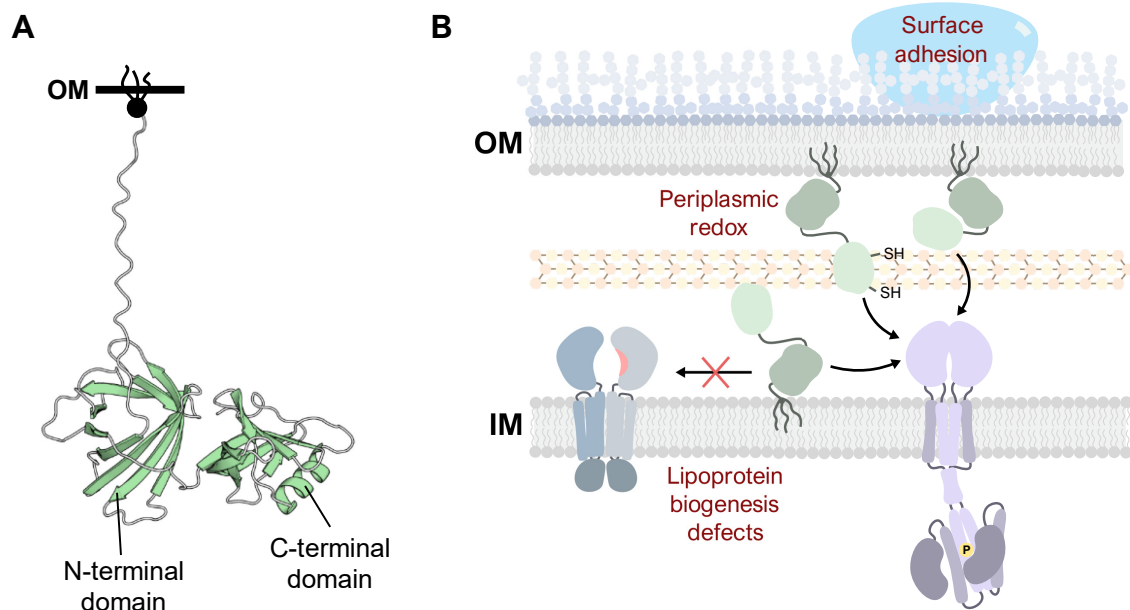 A
OM
N-terminal
domain
C-terminal
domain
B
Surface
adhesion
OM
Periplasmic
redox
SH
SH
IM
Lipoprotein
biogenesis
defects
P